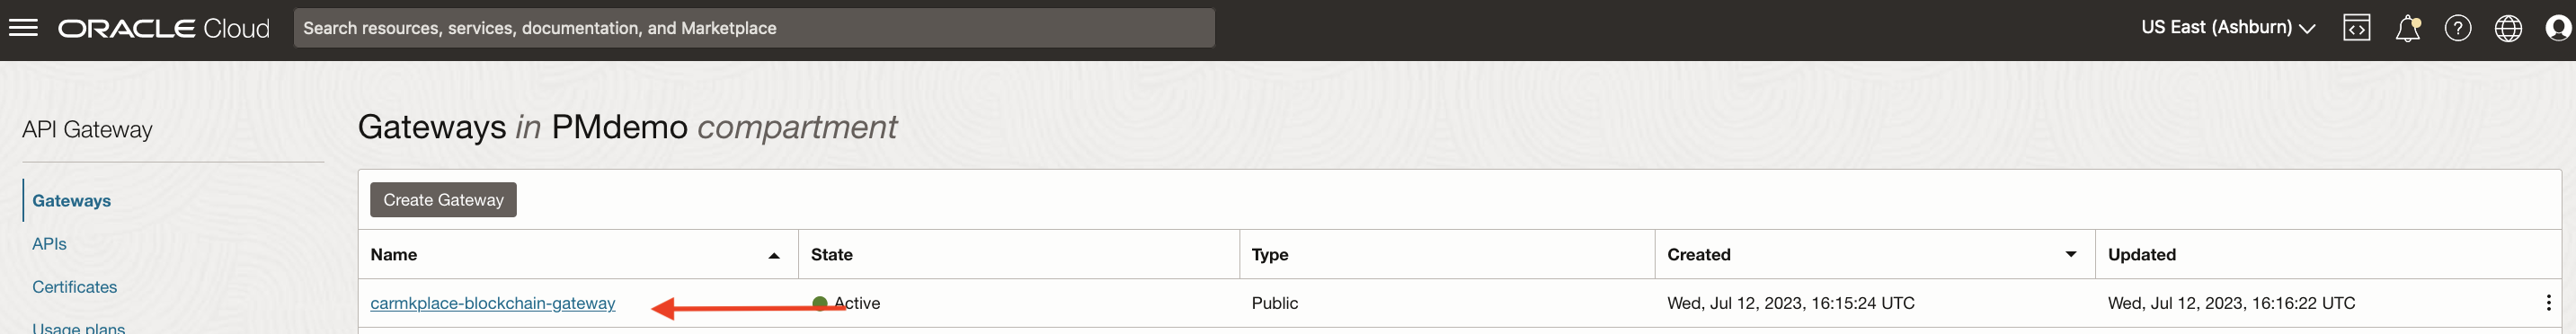 ORACLE Cloud
Search resources, services, documentation, and Marketplace
US East (Ashburn)
API Gateway
Gateways
APIs
Certificates
Usage plans
Gateways in PMdemo compartment
Create Gateway
Name State Type Created Updated
carmkplace-blockchain-gateway Active Public Wed, Jul 12, 2023, 16:15:24 UTC Wed, Jul 12, 2023, 16:16:22 UTC